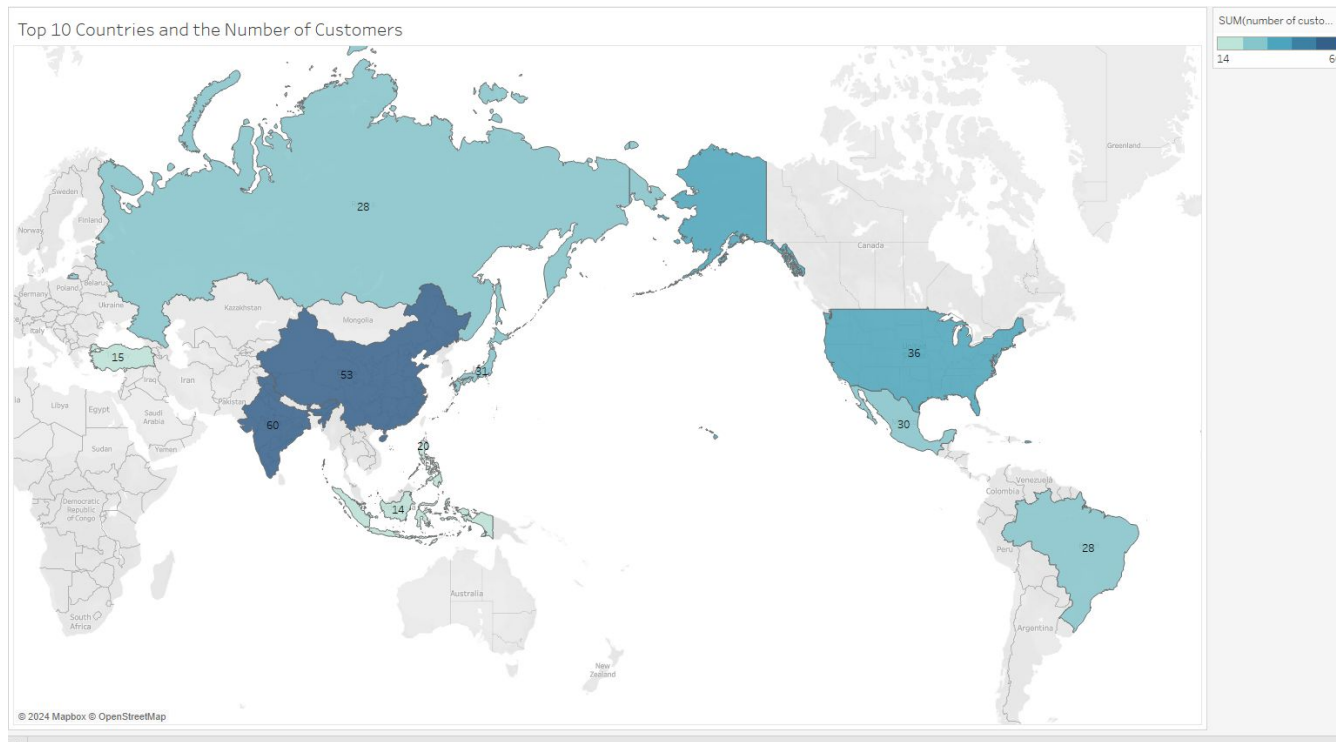 Top 10 Countries and the Number of Customers
SUM(number of custo...
14
Greenland
Sweden
Finland
Norway
28
Canada
Poland
Belarus
Germany
Ukraine
Kazakhstan
Mongolia
Italy
15
53
31
36
Iraq
Iran
Pakistan
Libya
Egypt
Saudi
Arabia
60
30
20
Sudan
Yemen
Venezuela
Colombia
Democratic
Republic
of Congo
14
Peru
28
Australia
South
Africa
Argentina
New
Zealand
© 2024 Mapbox © OpenStreetMap